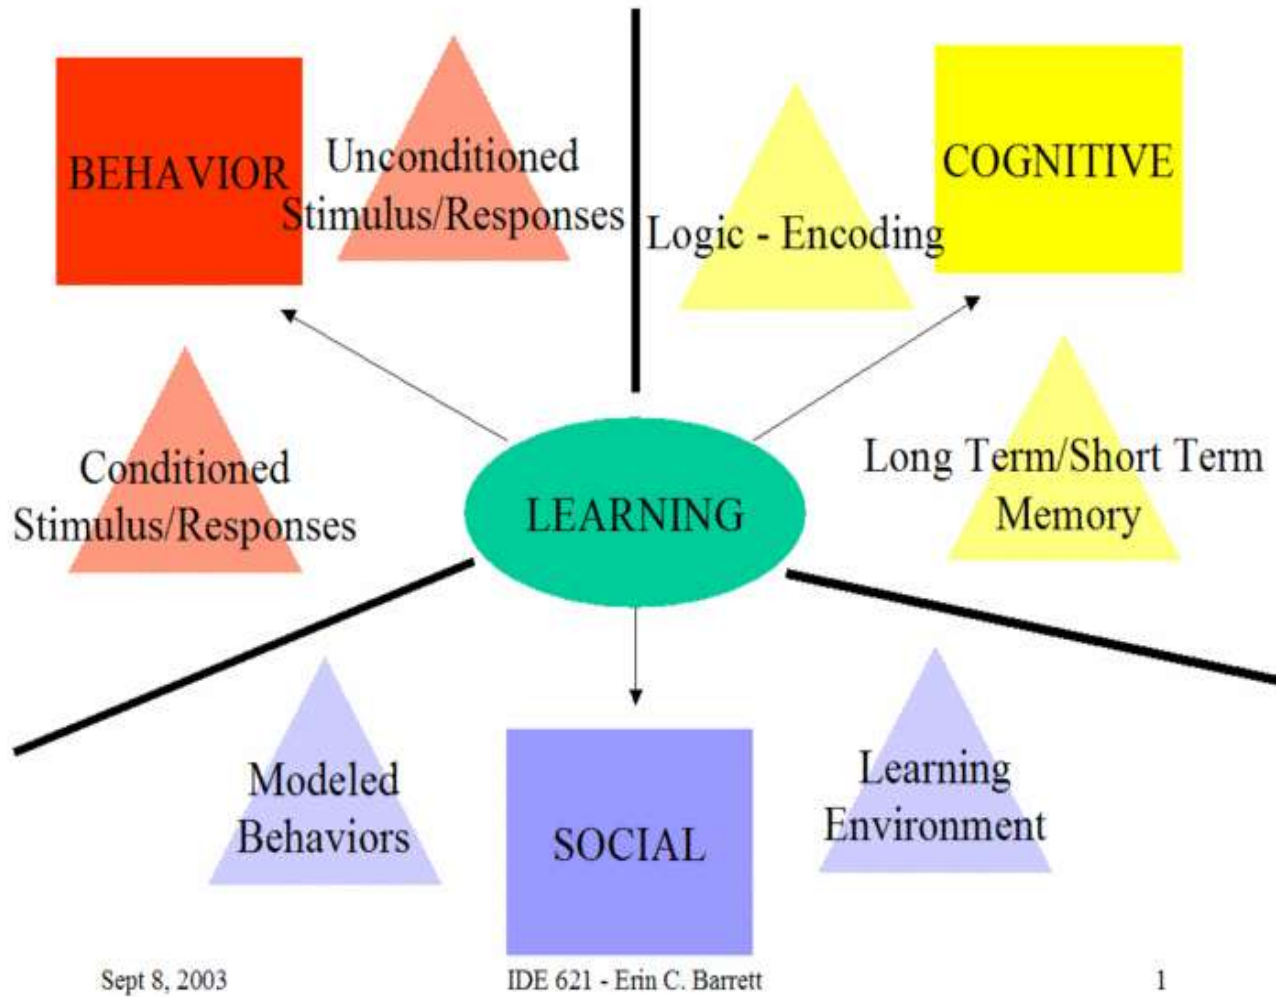 BEHAVIOR
Unconditioned
Stimulus/Responses
Conditioned
Stimulus/Responses
Logic - Encoding
COGNITIVE
Long Term/Short Term
Memory
LEARNING
Modeled
Behaviors
SOCIAL
Learning
Environment
Sept 8, 2003
IDE 621 - Erin C. Barrett
1